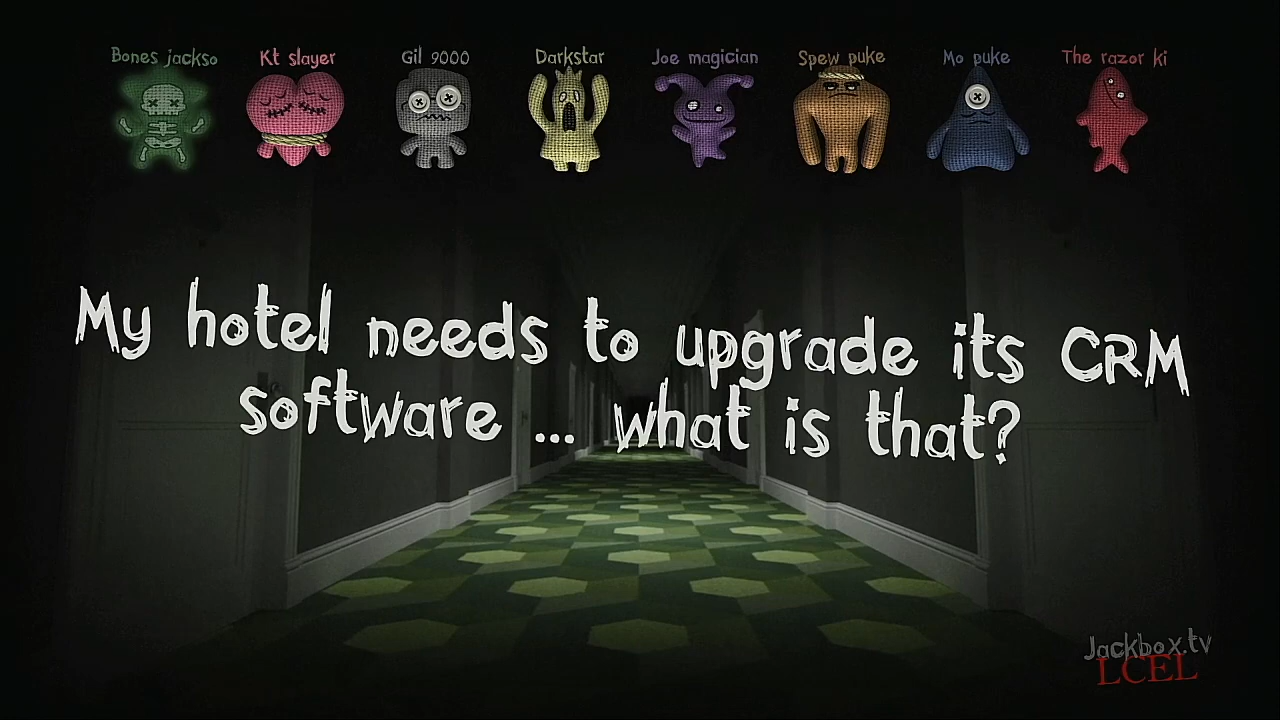 Bones jackso Kt slayer Gil 9000 Darkstar Joe magician Spew puke Mo puke The razor ki
My hotel needs to upgrade its CRM
software ... what is that?
Jackbox.tv
LCEL